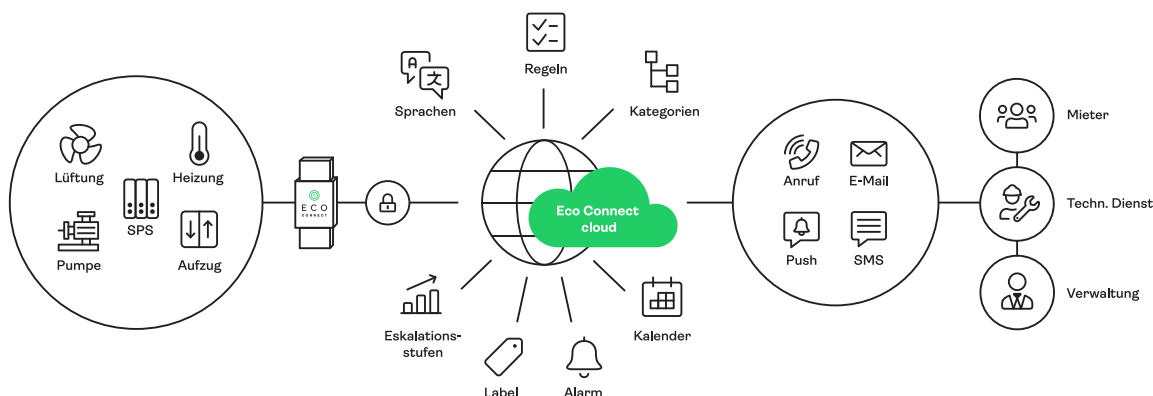 Lüftung
Heizung
SPS
Pumpe
Aufzug
ECO
CONNECT
Sprachen
Regeln
Kategorien
Eco Connect
cloud
Eskalations-
stufen
Label
Alarm
Kalender
Anruf
E-Mail
Push
SMS
Mieter
Techn. Dienst
Verwaltung
A
文